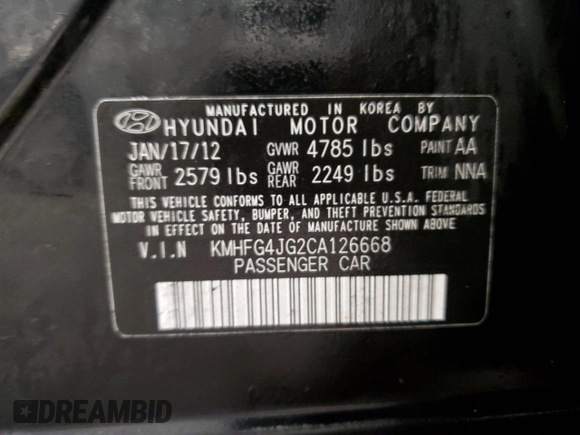 MANUFACTURED IN KOREA BY
HYUNDAI MOTOR COMPANY
JAN/17/12 GVWR 4785 lbs PAINT AA
GAWR FRONT 2579 lbs GAWR REAR 2249 lbs TRIM NNA
THIS VEHICLE CONFORMS TO ALL APPLICABLE U.S.A. FEDERAL
MOTOR VEHICLE SAFETY, BUMPER, AND THEFT PREVENTION STANDARDS
IN EFFECT ON THE DATE OF MANUFACTURE SHOWN ABOVE
V.I.N KMHFG4JG2CA126668
PASSENGER CAR
DREAMBID